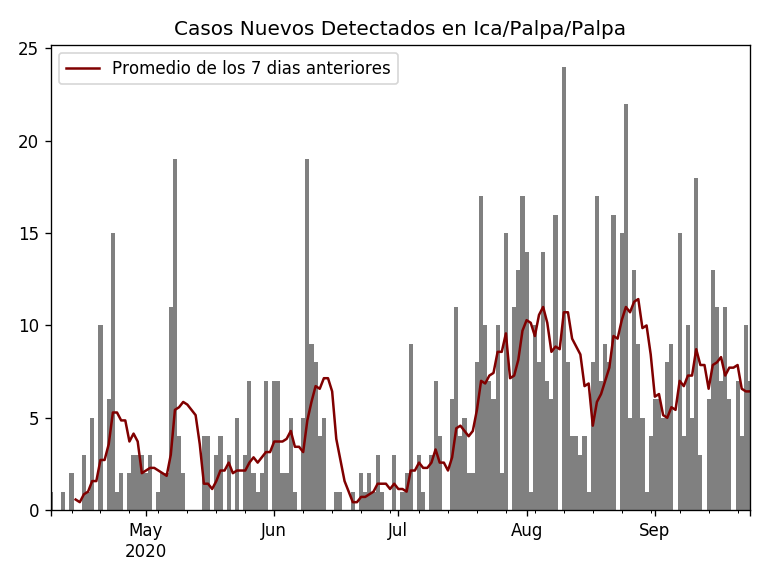 Casos Nuevos Detectados en Ica/Palpa/Palpa
Promedio de los 7 dias anteriores
25
20
15
10
5
0
May
2020
Jun
Jul
Aug
Sep